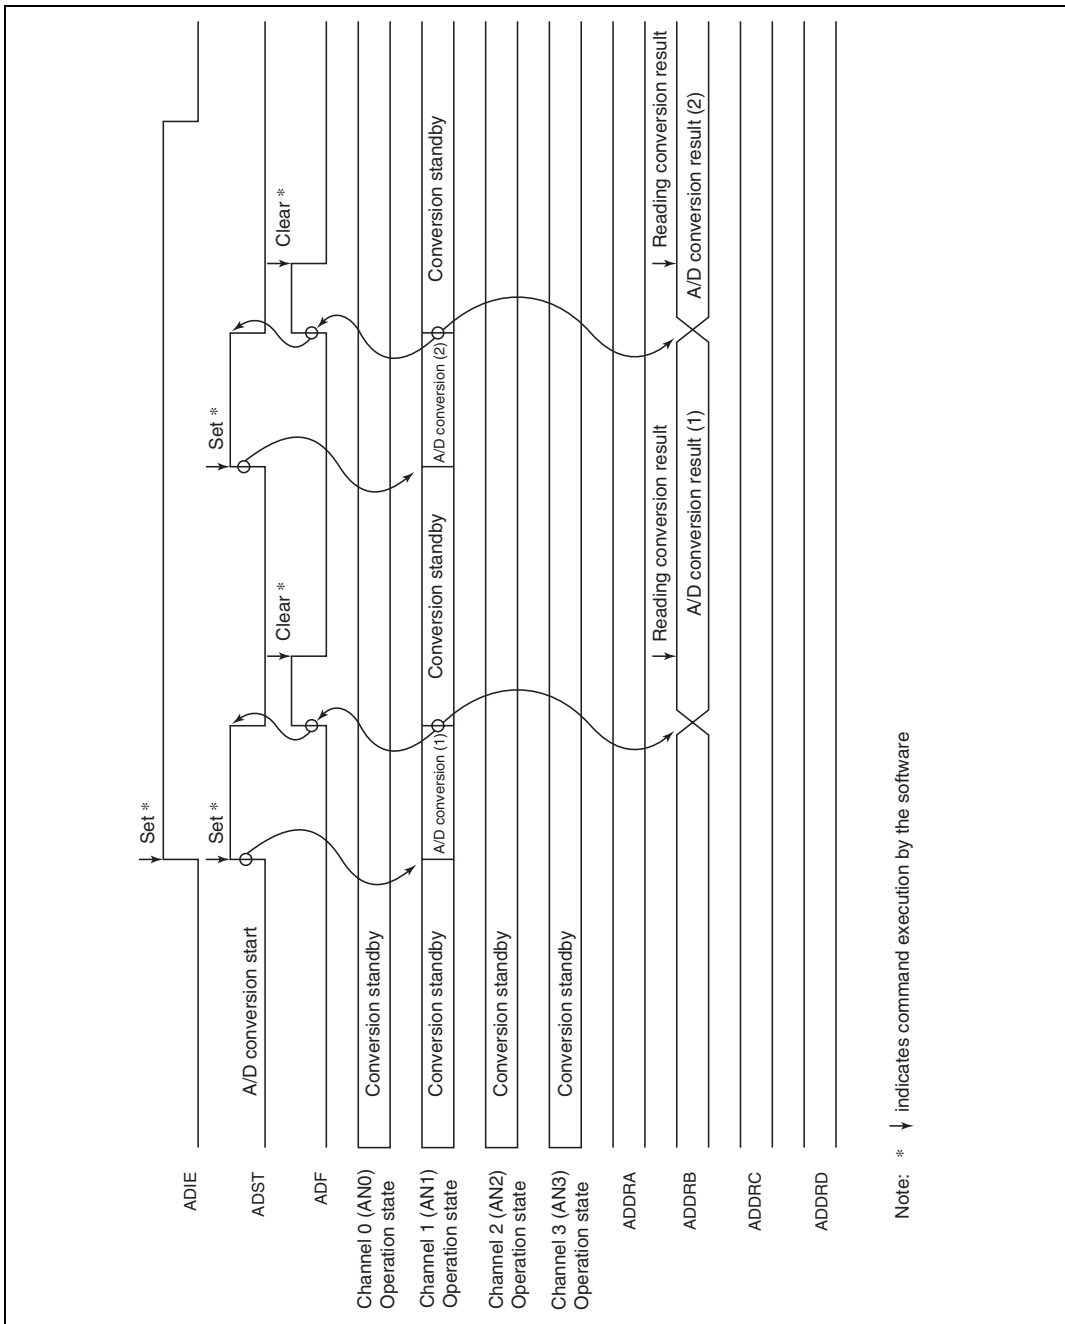 ADIE
Set *
ADST
A/D conversion start
Set *
Set *
ADF
Clear *
Clear *
Channel 0 (AN0)
Operation state
Conversion standby
Channel 1 (AN1)
Operation state
Conversion standby
A/D conversion (1)
Conversion standby
A/D conversion (2)
Conversion standby
Channel 2 (AN2)
Operation state
Conversion standby
Channel 3 (AN3)
Operation state
Conversion standby
ADDRA
Reading conversion result
Reading conversion result
ADDRB
A/D conversion result (1)
A/D conversion result (2)
ADDRC
ADDRD
Note: * ↓ indicates command execution by the software